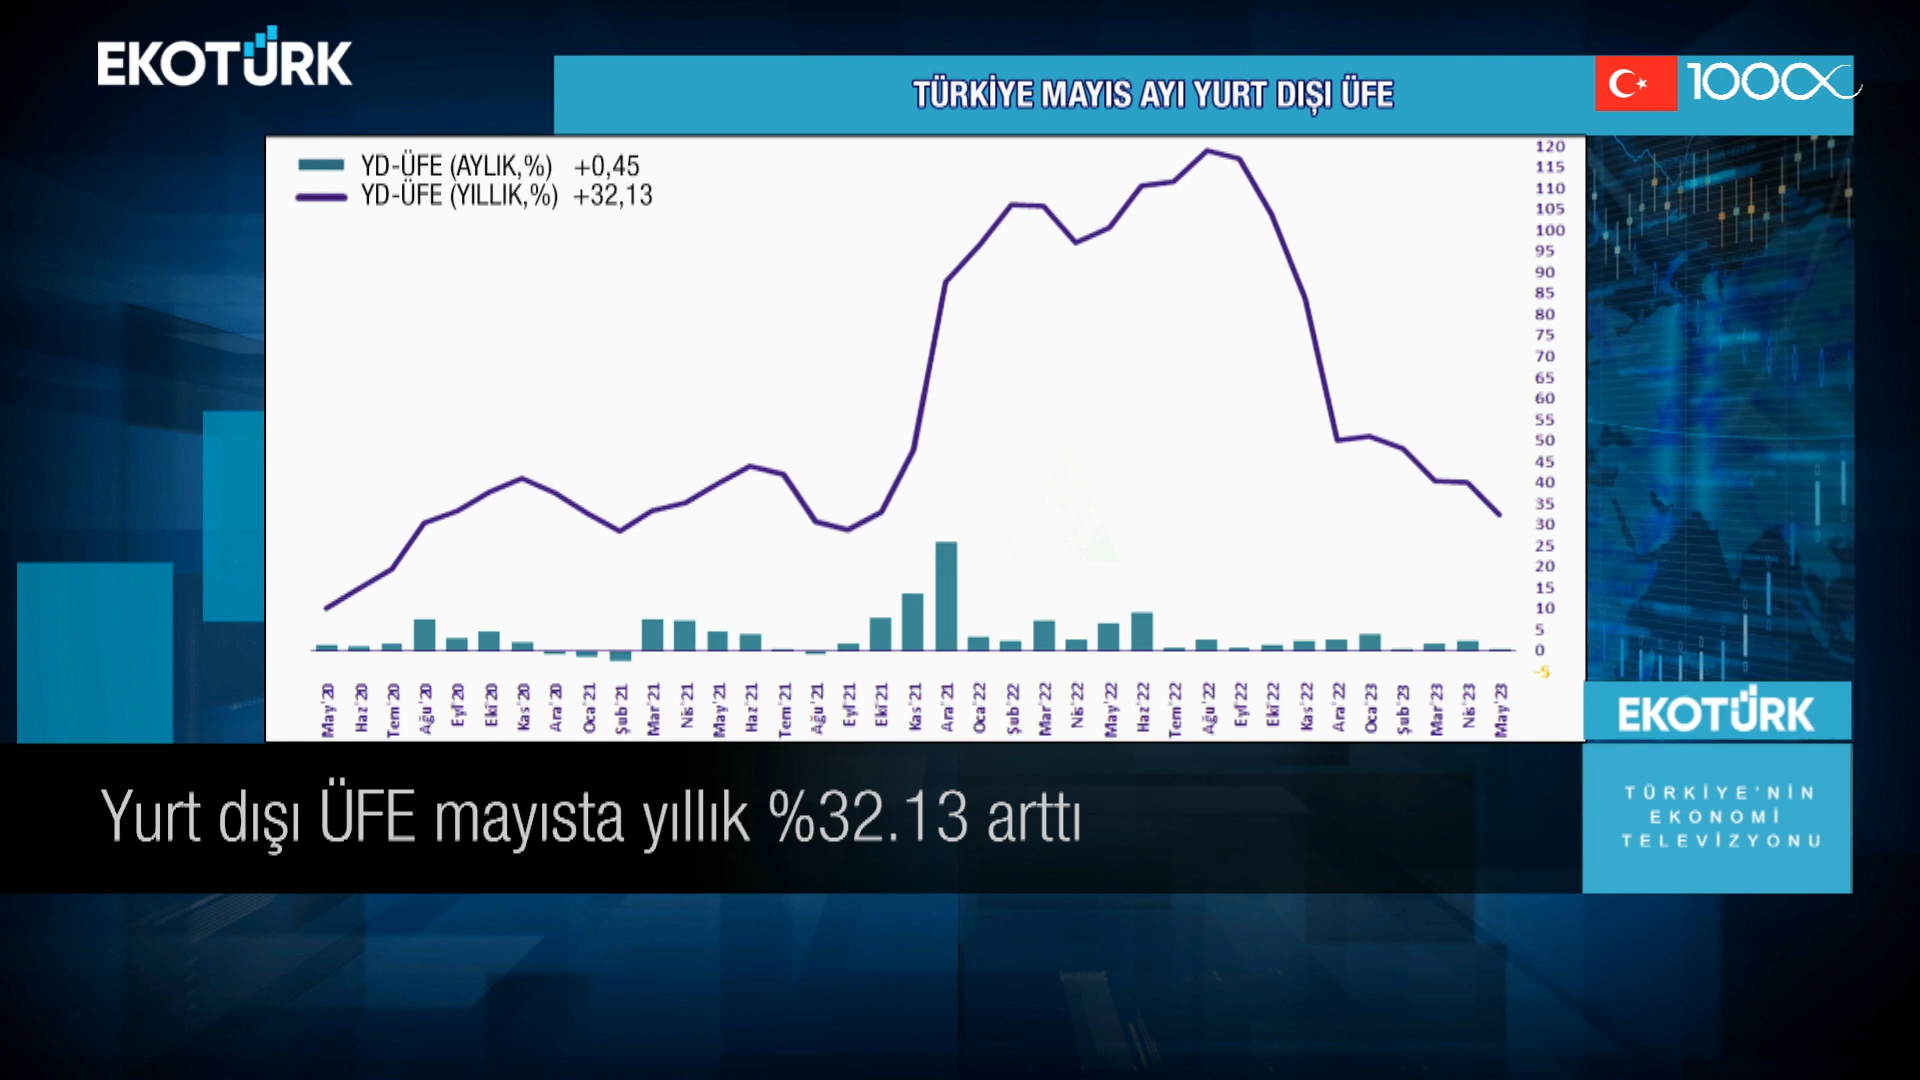 EKOTÜRK
TÜRKİYE MAYIS AYI YURT DIŞI ÜFE
100
YD-ÜFE (AYLIK,%) +0,45
YD-ÜFE (YILLIK,%) +32,13
120
115
110
105
100
95
90
85
80
75
70
65
60
55
50
45
40
35
30
25
20
15
10
5
0
-5
May'20
Haz'20
Tem'20
Ağu'20
Eyl'20
Eki'20
Kas'20
Ara'20
Oca'21
Şub'21
Mar'21
Nis'21
May'21
Haz'21
Tem'21
Ağu'21
Eyl'21
Eki'21
Kas'21
Ara'21
Oca'22
Şub'22
Mar'22
Nis'22
May'22
Haz'22
Tem'22
Ağu'22
Eyl'22
Eki'22
Kas'22
Ara'22
Oca'23
Şub'23
Mar'23
Nis'23
May'23
EKOTÜRK
Yurt dışı ÜFE mayısta yıllık %32.13 arttı
TÜRKİYE'NİN
EKONOMİ
TELEVİZYONU